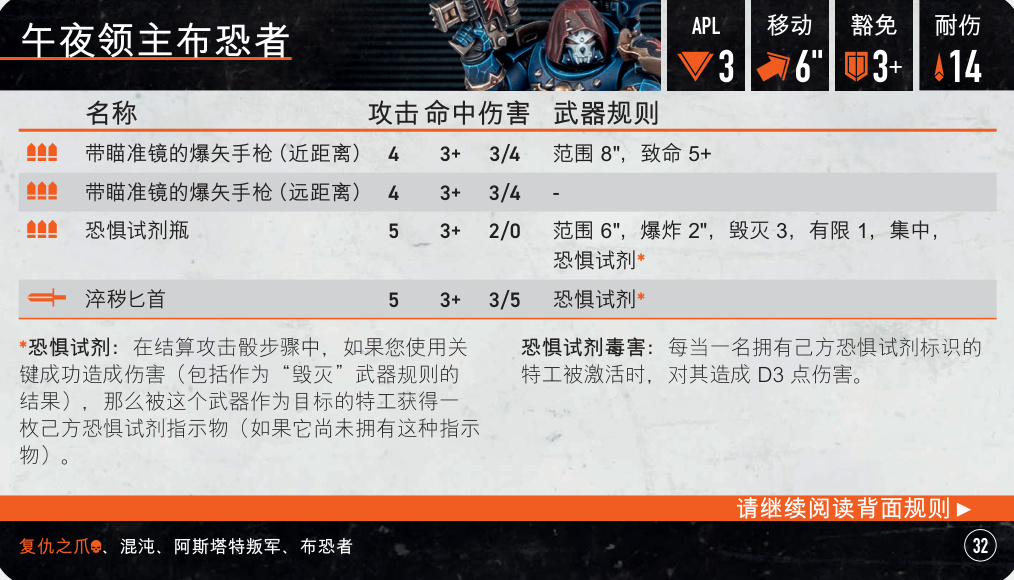 午夜领主布恐者
APL 移动 豁免 耐伤
3 6" 3+ 14
名称 攻击 命中 伤害 武器规则
带瞄准镜的爆矢手枪（近距离） 4 3+ 3/4 范围 8"，致命 5+
带瞄准镜的爆矢手枪（远距离） 4 3+ 3/4 -
恐惧试剂瓶 5 3+ 2/0 范围 6"，爆炸 2"，毁灭 3，有限 1，集中，
恐惧试剂*
淬秽匕首 5 3+ 3/5 恐惧试剂*
*恐惧试剂：在结算攻击骰步骤中，如果您使用关
键成功造成伤害（包括作为“毁灭”武器规则的
结果），那么被这个武器作为目标的特工获得一
枚己方恐惧试剂指示物（如果它尚未拥有这种指示
物）。
恐惧试剂毒害：每当一名拥有己方恐惧试剂标识的
特工被激活时，对其造成 D3 点伤害。
请继续阅读背面规则►
复仇之爪、混沌、阿斯塔特叛军、布恐者
32